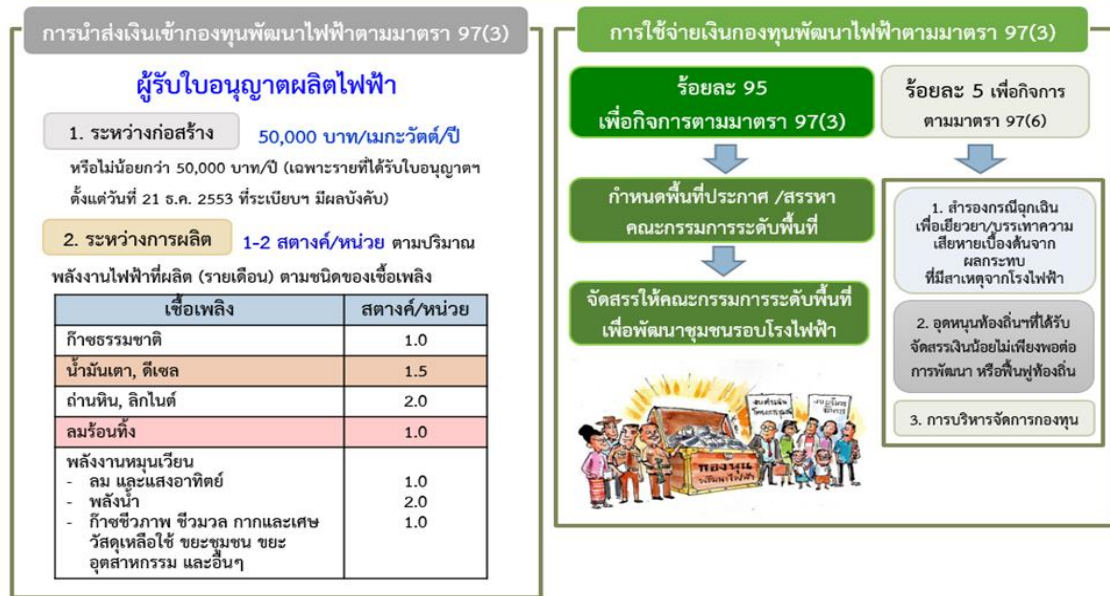 การนำส่งเงินเข้ากองทุนพัฒนาไฟฟ้าตามมาตรา 97(3)
ผู้รับใบอนุญาตผลิตไฟฟ้า
1. ระหว่างก่อสร้าง 50,000 บาท/เมกะวัตต์/ปี
หรือไม่น้อยกว่า 50,000 บาท/ปี (เฉพาะรายที่ได้รับใบอนุญาตฯ
ตั้งแต่วันที่ 21 ธ.ค. 2553 ที่ระเบียบฯ มีผลบังคับ)
2. ระหว่างการผลิต 1-2 สตางค์/หน่วย ตามปริมาณ
พลังงานไฟฟ้าที่ผลิต (รายเดือน) ตามชนิดของเชื้อเพลิง
เชื้อเพลิง สตางค์/หน่วย
ก๊าซธรรมชาติ 1.0
น้ำมันเตา, ดีเซล 1.5
ถ่านหิน, ลิกไนต์ 2.0
ลมร้อนทิ้ง 1.0
พลังงานหมุนเวียน
- ลม และแสงอาทิตย์ 1.0
- พลังน้ำ 2.0
- ก๊าซชีวภาพ ชีวมวล กากและเศษ 1.0
วัสดุเหลือใช้ ขยะชุมชน ขยะ
อุตสาหกรรม และอื่นๆ
การใช้จ่ายเงินกองทุนพัฒนาไฟฟ้าตามมาตรา 97(3)
ร้อยละ 95
เพื่อกิจการตามมาตรา 97(3)
กำหนดพื้นที่ประกาศ /สรรหา
คณะกรรมการระดับพื้นที่
จัดสรรให้คณะกรรมการระดับพื้นที่
เพื่อพัฒนาชุมชนรอบโรงไฟฟ้า
กองทุน
พัฒนาไฟฟ้า
ร้อยละ 5 เพื่อกิจการ
ตามมาตรา 97(6)
1. สำรองกรณีฉุกเฉิน
เพื่อเยียวยา/บรรเทาความ
เสียหายเบื้องต้นจาก
ผลกระทบ
ที่มีสาเหตุจากโรงไฟฟ้า
2. อุดหนุนท้องถิ่นฯที่ได้รับ
จัดสรรเงินน้อยไม่เพียงพอต่อ
การพัฒนา หรือฟื้นฟูท้องถิ่น
3. การบริหารจัดการกองทุน